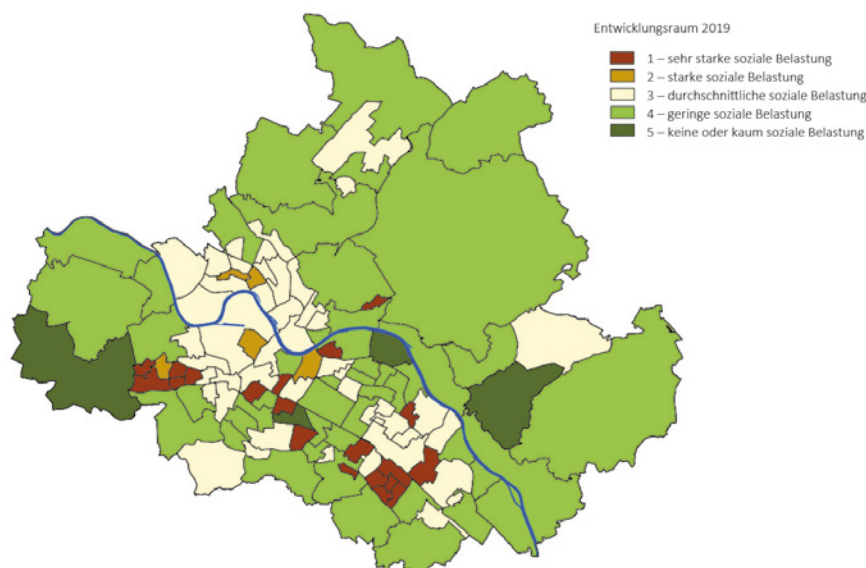 Entwicklungsraum 2019
1 – sehr starke soziale Belastung
2 – starke soziale Belastung
3 – durchschnittliche soziale Belastung
4 – geringe soziale Belastung
5 – keine oder kaum soziale Belastung